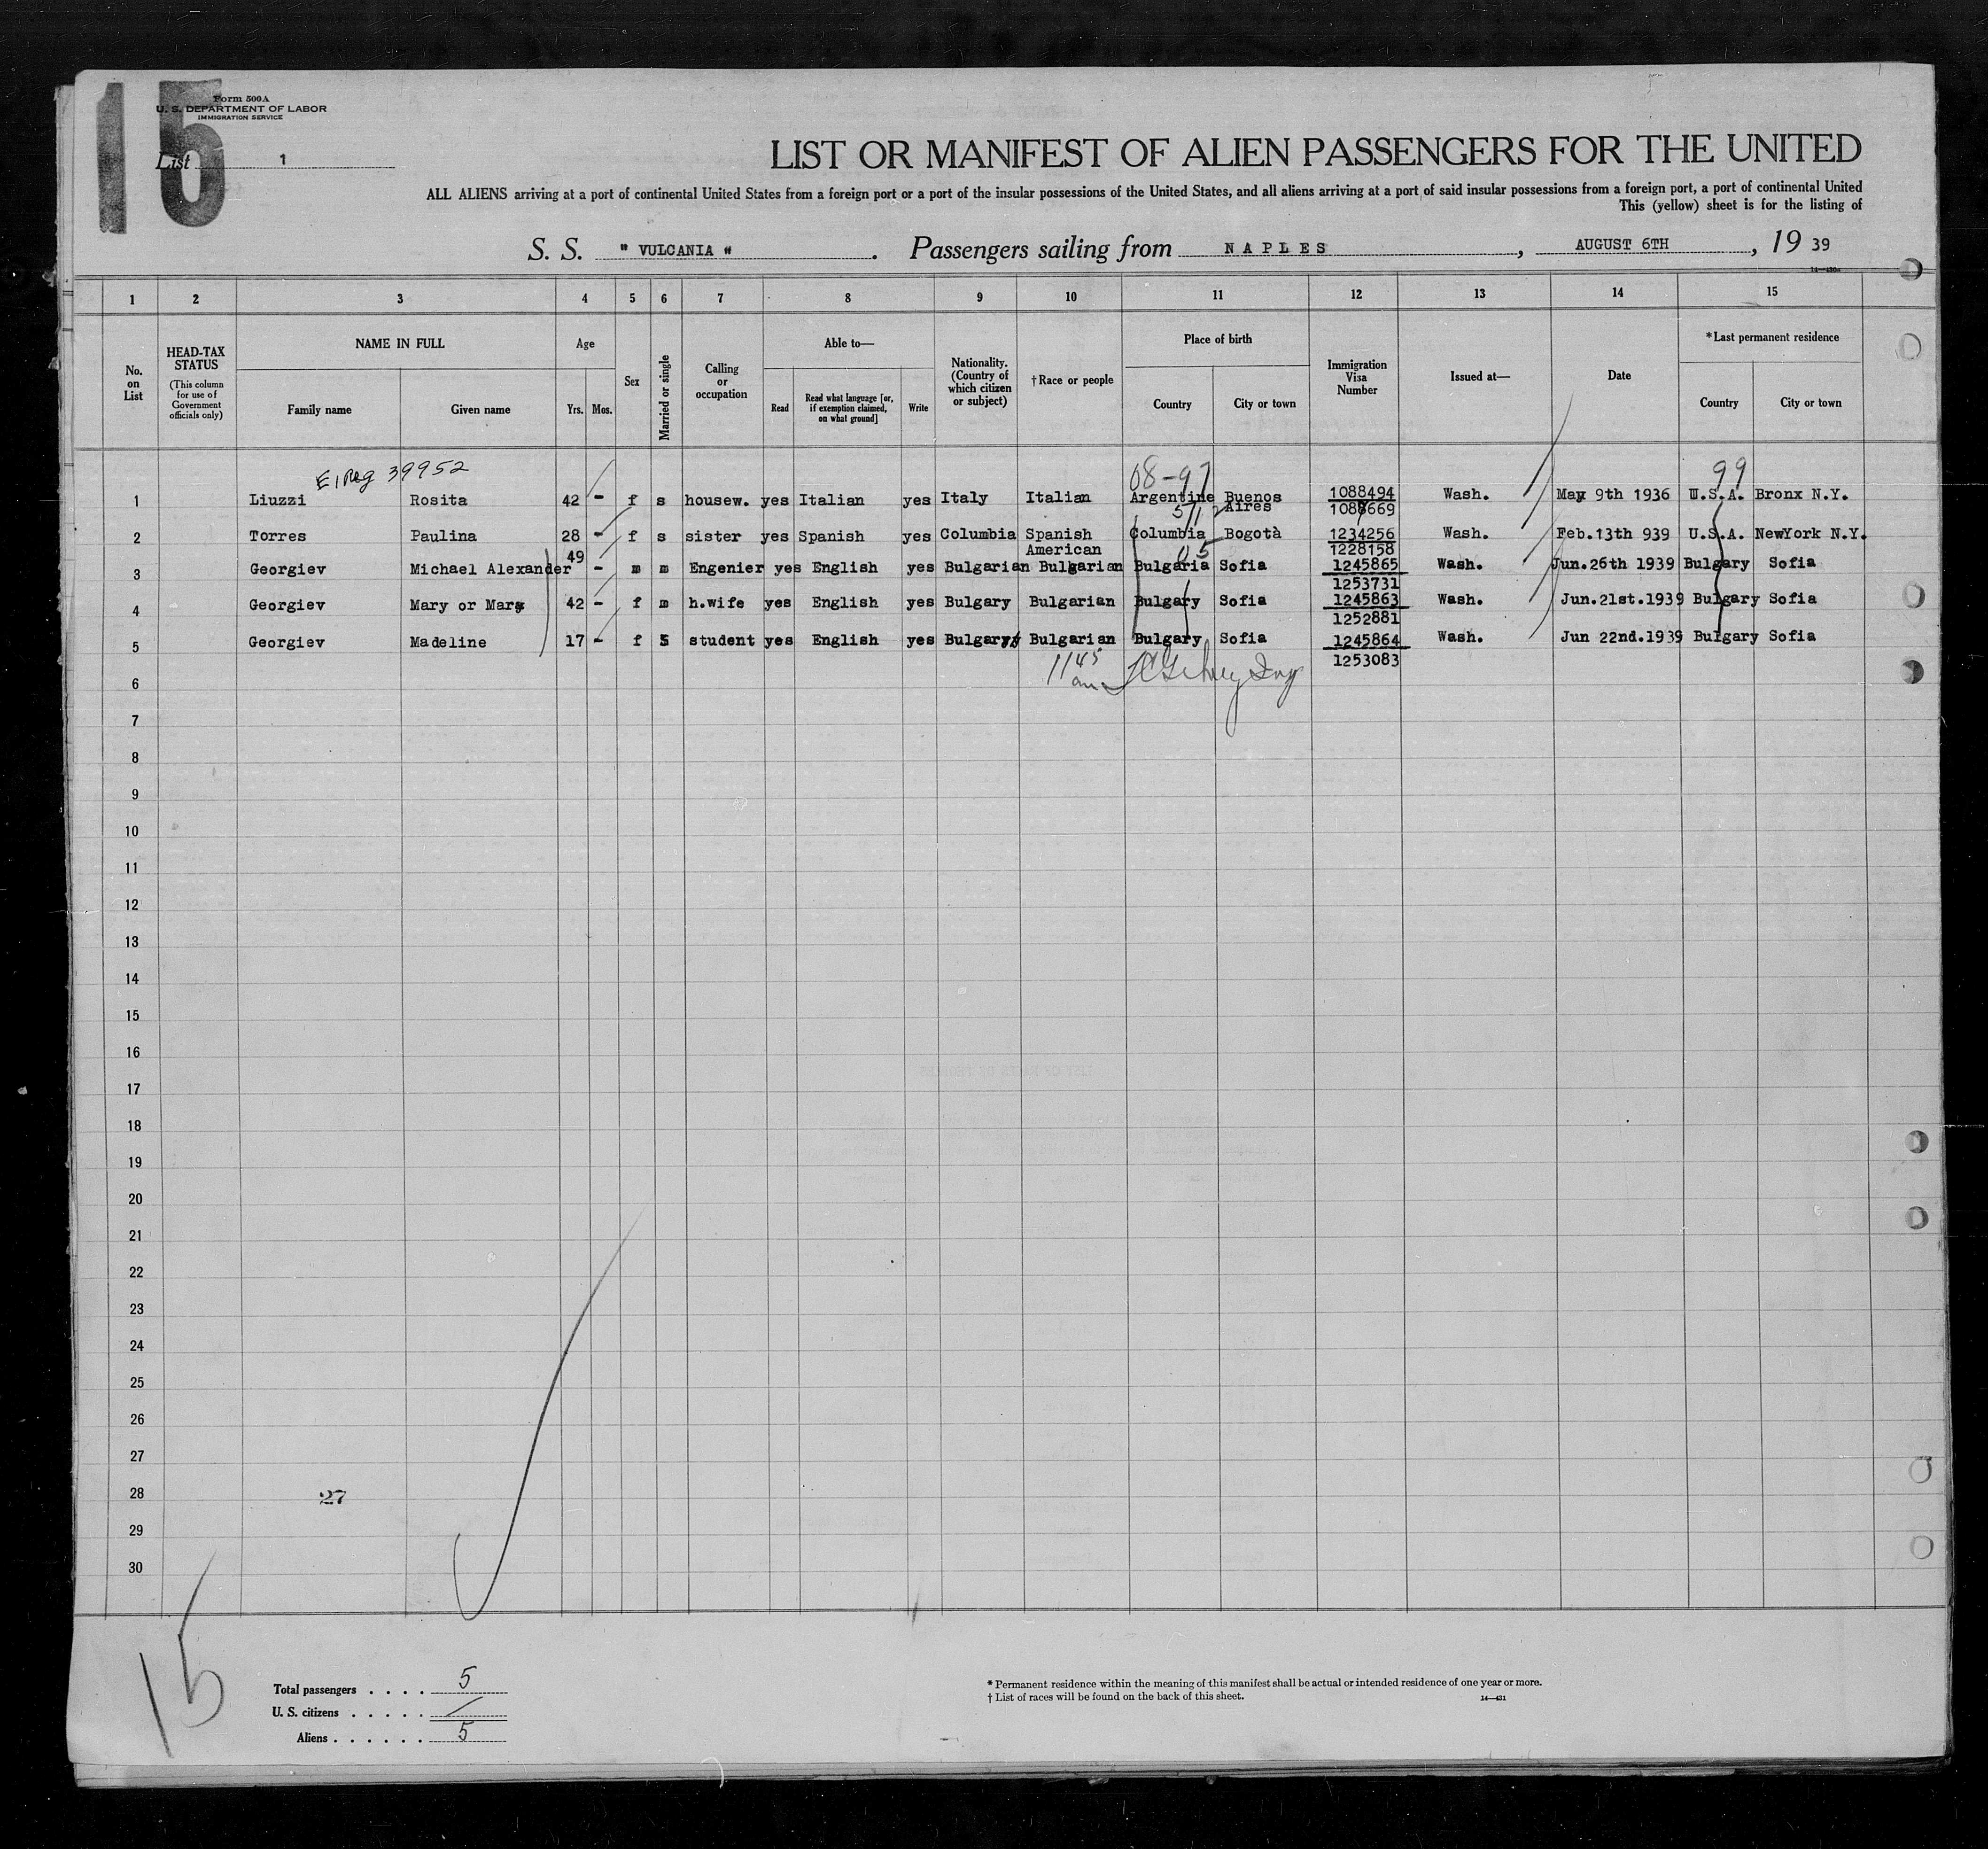 15
Form 500A
U. S. DEPARTMENT OF LABOR
IMMIGRATION SERVICE
List 1
LIST OR MANIFEST OF ALIEN PASSENGERS FOR THE UNITED
ALL ALIENS arriving at a port of continental United States from a foreign port or a port of the insular possessions of the United States, and all aliens arriving at a port of said insular possessions from a foreign port, a port of continental United
This (yellow) sheet is for the listing of
S. S. " VULCANIA " . Passengers sailing from NAPLES , AUGUST 6TH , 19 39
14—430a
1 2 3 4 5 6 7 8 9 10 11 12 13 14 15
No. on List
HEAD-TAX STATUS
(This column for use of Government officials only)
NAME IN FULL
Family name Given name
Age
Yrs. Mos.
Sex
Married or single
Calling or occupation
Able to—
Read
Read what language [or, if exemption claimed, on what ground]
Write
Nationality. (Country of which citizen or subject)
†Race or people
Place of birth
Country City or town
Immigration Visa Number
Issued at—
Date
*Last permanent residence
Country City or town
39952
08-97
99
1 Liuzzi Rosita 42 - f s housew. yes Italian yes Italy Italian Argentine Buenos Aires 1088494 1088669 Wash. May 9th 1936 U.S.A. Bronx N.Y.
2 Torres Paulina 28 - f s sister yes Spanish yes Columbia Spanish American Columbia Bogotà 1234256 1228158 Wash. Feb.13th 939 U.S.A. NewYork N.Y.
05
3 Georgiev Michael Alexander 49 - m m Engenier yes English yes Bulgarian Bulgarian Bulgaria Sofia 1245865 1253731 Wash. Jun.26th 1939 Bulgary Sofia
4 Georgiev Mary or Mara 42 - f m h.wife yes English yes Bulgary Bulgarian Bulgary Sofia 1245863 1252881 Wash. Jun.21st.1939 Bulgary Sofia
5 Georgiev Madeline 17 - f S student yes English yes Bulgary Bulgarian Bulgary Sofia 1245864 1253083 Wash. Jun 22nd.1939 Bulgary Sofia
1145 am
6
7
8
9
10
11
12
13
14
15
16
17
18
19
20
21
22
23
24
25
26
27
28 27
29
30
15
Total passengers . . . . 5
U. S. citizens . . . . . /
Aliens . . . . . . 5
* Permanent residence within the meaning of this manifest shall be actual or intended residence of one year or more.
† List of races will be found on the back of this sheet.
14—431